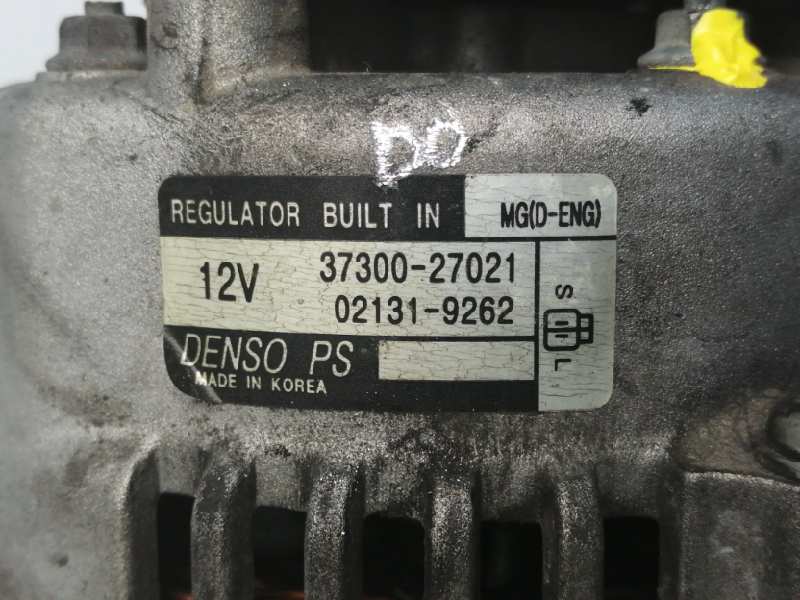 DO
REGULATOR BUILT IN MG(D-ENG)
12V 37300-27021
02131-9262
S
L
DENSO PS
MADE IN KOREA